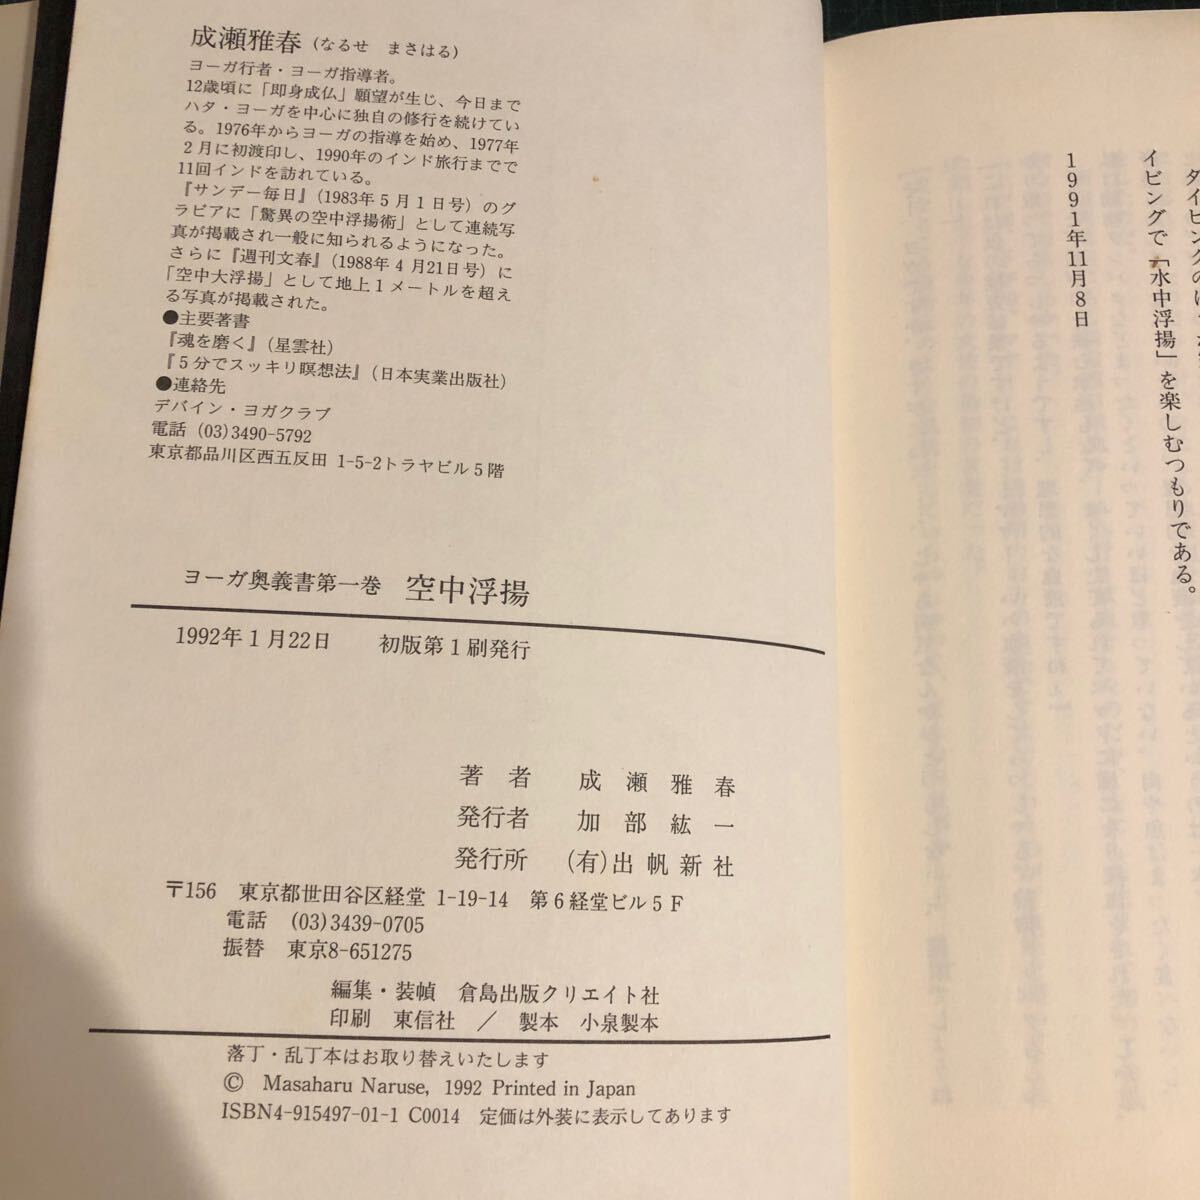 成瀬雅春(なるせ　まさはる)
ヨーガ行者・ヨーガ指導者。
12歳頃に「即身成仏」願望が生じ、今日まで
ハタ・ヨーガを中心に独自の修行を続けてい
る。1976年からヨーガの指導を始め、1977年
2月に初渡印し、1990年のインド旅行までで
11回インドを訪れている。
『サンデー毎日』(1983年5月1日号)のグ
ラビアに「驚異の空中浮揚術」として連続写
真が掲載され一般に知られるようになった。
さらに『週刊文春』(1988年4月21日号)に
「空中大浮揚」として地上1メートルを超え
る写真が掲載された。
●主要著書
『魂を磨く』(星雲社)
『5分でスッキリ瞑想法』(日本実業出版社)
●連絡先
デバイン・ヨガクラブ
電話 (03)3490-5792
東京都品川区西五反田 1-5-2トラヤビル5階
ヨーガ奥義書第一巻　空中浮揚
1992年1月22日　初版第1刷発行
著者　成瀬雅春
発行者　加部紘一
発行所　(有)出帆新社
〒156　東京都世田谷区経堂 1-19-14　第6経堂ビル5F
電話　(03)3439-0705
振替　東京8-651275
編集・装幀　倉島出版クリエイト社
印刷　東信社　／　製本　小泉製本
落丁・乱丁本はお取り替えいたします
© Masaharu Naruse, 1992 Printed in Japan
ISBN4-915497-01-1 C0014　定価は外装に表示してあります
イビングで「水中浮揚」を楽しむつもりである。
1991年11月8日